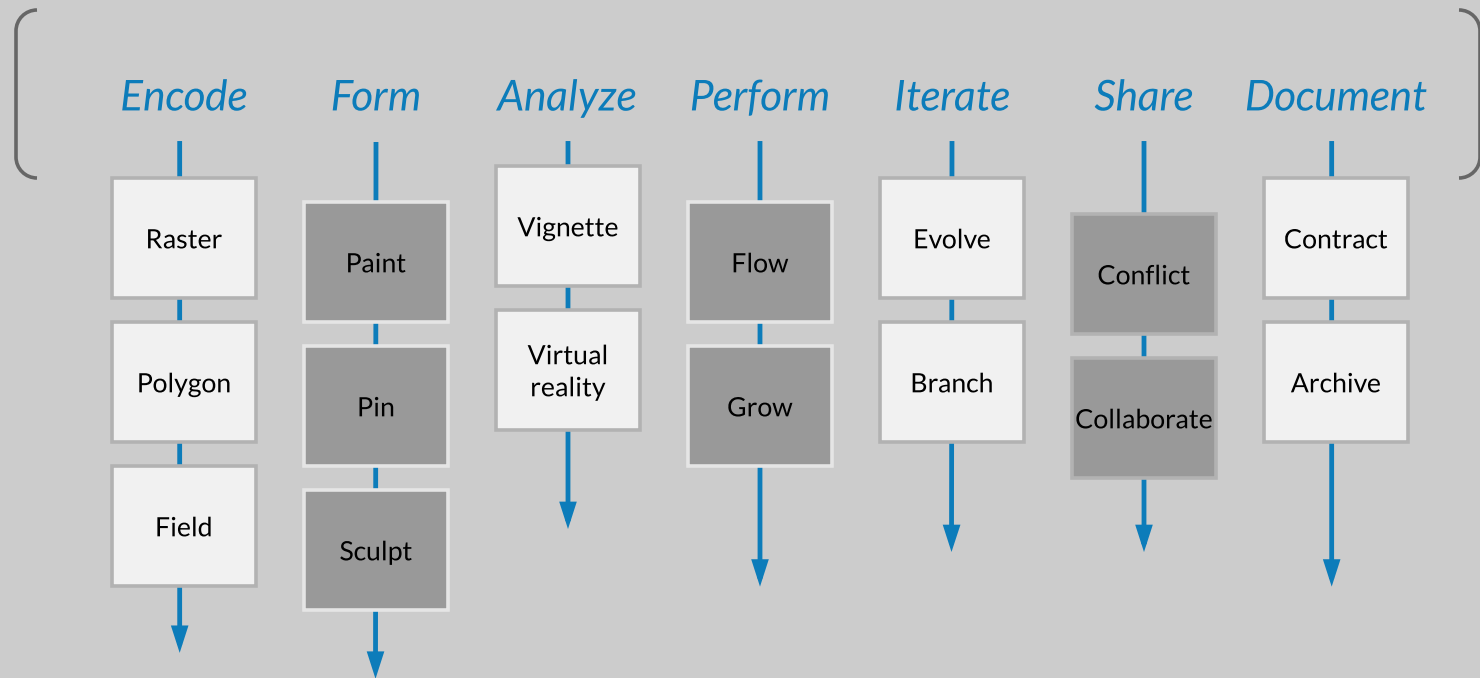 Encode
Form
Analyze
Perform
Iterate
Share
Document
Raster
Polygon
Field
Paint
Pin
Sculpt
Vignette
Virtual
reality
Flow
Grow
Evolve
Branch
Conflict
Collaborate
Contract
Archive